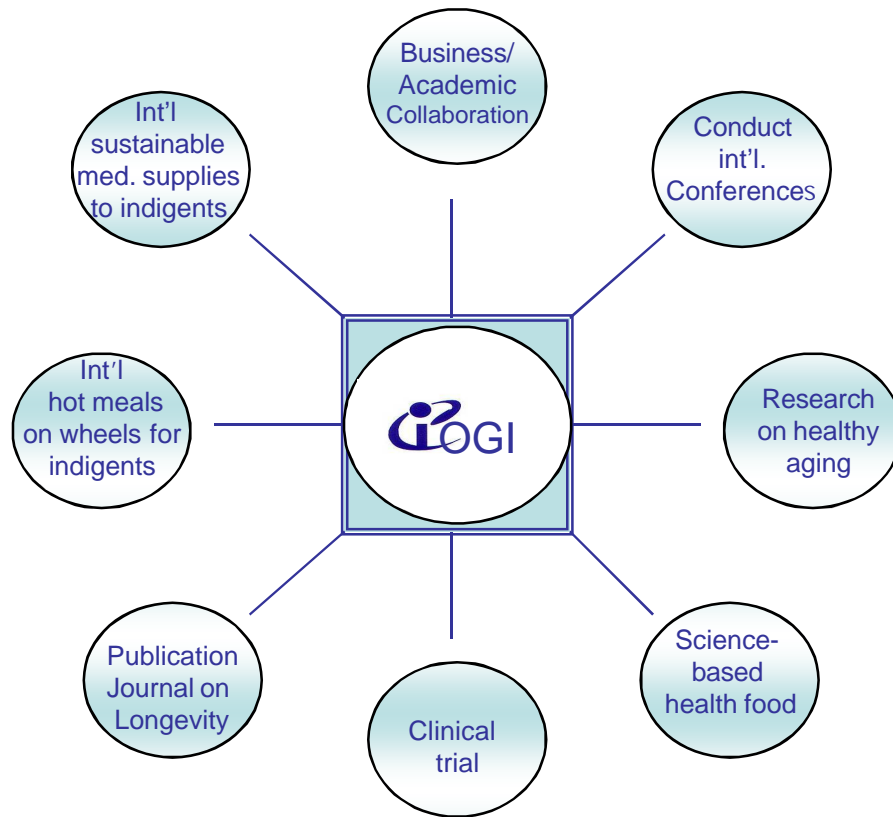 Business/
Academic
Collaboration
Int'l
sustainable
med. supplies
to indigents
Conduct
int'l.
Conferences
Int'l
hot meals
on wheels for
indigents
OGI
Research
on healthy
aging
Publication
Journal on
Longevity
Clinical
trial
Science-
based
health food